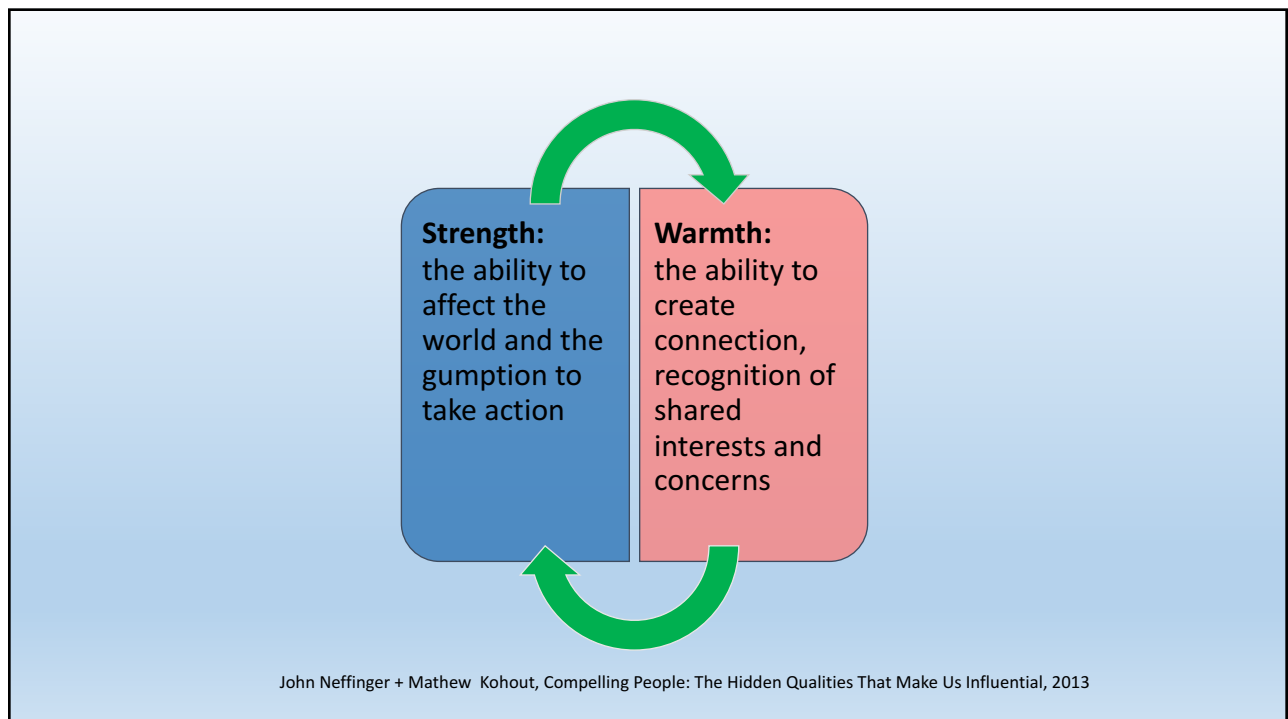 Strength:
the ability to
affect the
world and the
gumption to
take action
Warmth:
the ability to
create
connection,
recognition of
shared
interests and
concerns
John Neffinger + Mathew  Kohout, Compelling People: The Hidden Qualities That Make Us Influential, 2013